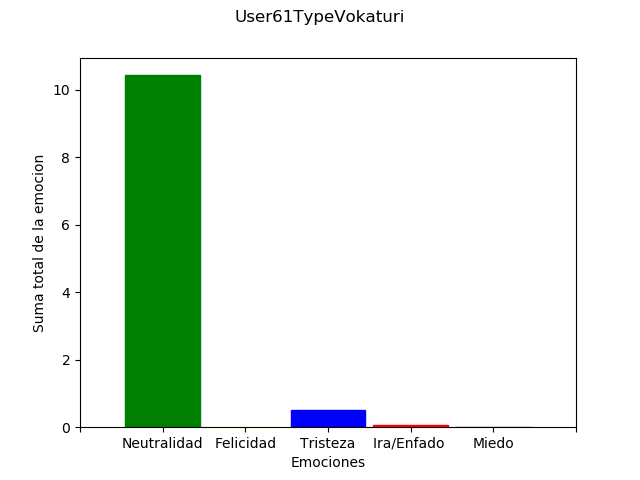 User61TypeVokaturi
Suma total de la emocion
10
8
6
4
2
0
Neutralidad Felicidad Tristeza Ira/Enfado Miedo
Emociones